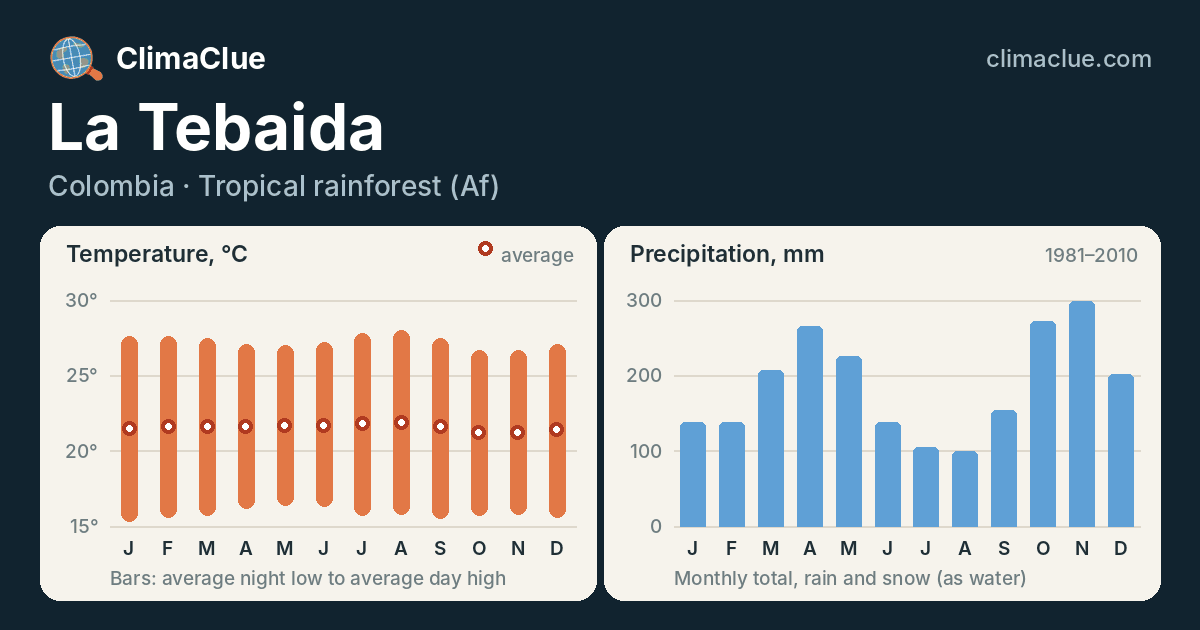 ClimaClue
climaclue.com
La Tebaida
Colombia · Tropical rainforest (Af)
Temperature, °C
average
30°
25°
20°
15°
J F M A M J J A S O N D
Bars: average night low to average day high
Precipitation, mm
1981–2010
300
200
100
0
J F M A M J J A S O N D
Monthly total, rain and snow (as water)